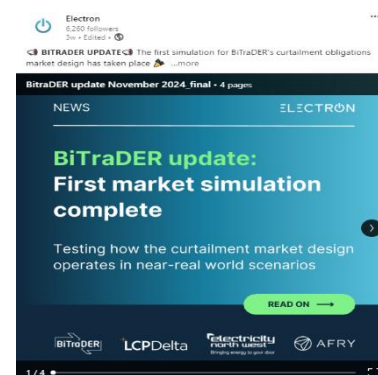 Electron
6,260 followers
3w • Edited •
BITRADER UPDATE The first simulation for BiTraDER's curtailment obligations
market design has taken place ...more
BitraDER update November 2024_final • 4 pages
NEWS
ELECTRON
BiTraDER update:
First market simulation
complete
Testing how the curtailment market design
operates in near-real world scenarios
READ ON →
BiTraDER
LCPDelta
electricity
north west
Bringing energy to your door
AFRY
1/4